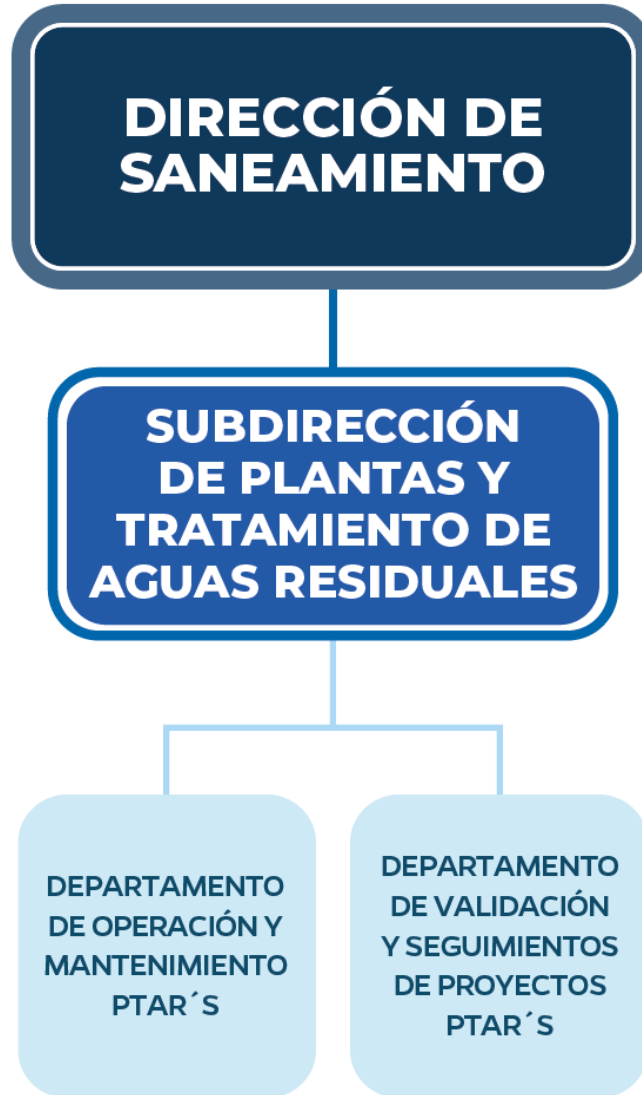 DIRECCIÓN DE
SANEAMIENTO
SUBDIRECCIÓN
DE PLANTAS Y
TRATAMIENTO DE
AGUAS RESIDUALES
DEPARTAMENTO
DE OPERACIÓN Y
MANTENIMIENTO
PTAR´S
DEPARTAMENTO
DE VALIDACIÓN
Y SEGUIMIENTOS
DE PROYECTOS
PTAR´S